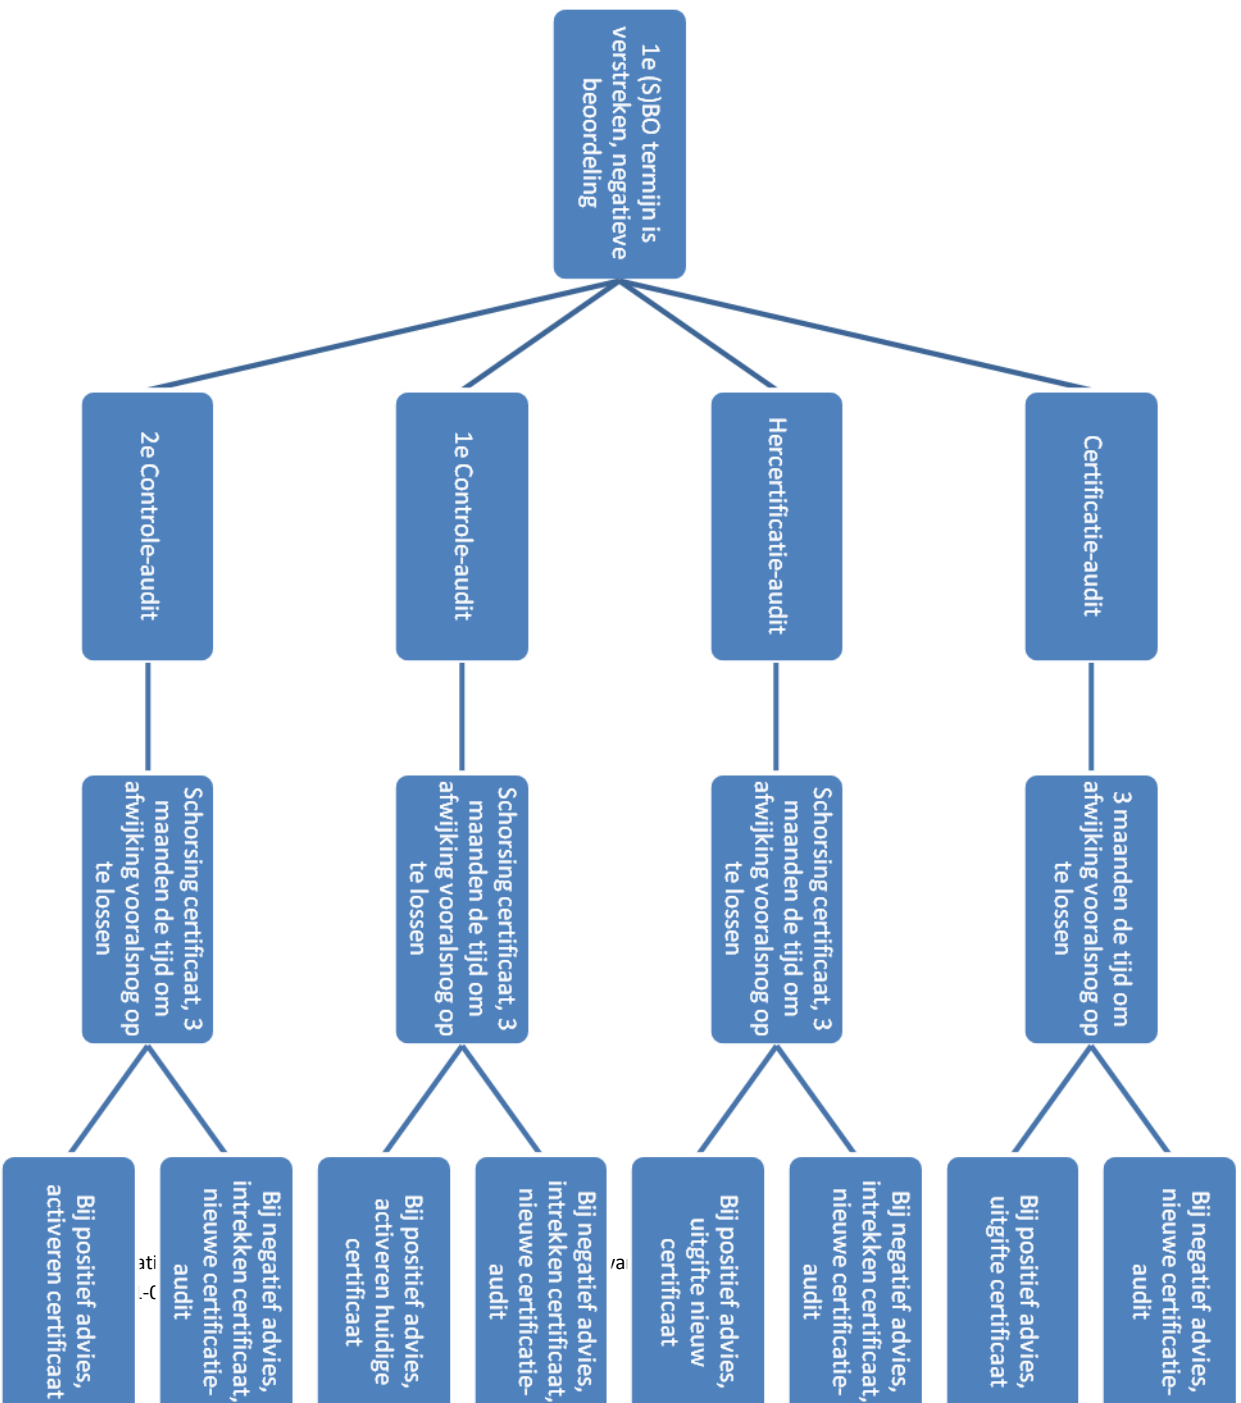 1e (S)BO termijn is
verstreken, negatieve
beoordeling
Certificatie-audit
3 maanden de tijd om
afwijking vooralsnog op
te lossen
Bij negatief advies,
nieuwe certificatie-
audit
Bij positief advies,
uitgifte certificaat
Hercertificatie-audit
Schorsing certificaat, 3
maanden de tijd om
afwijking vooralsnog op
te lossen
Bij negatief advies,
intrekken certificaat,
nieuwe certificatie-
audit
Bij positief advies,
uitgifte nieuw
certificaat
1e Controle-audit
Schorsing certificaat, 3
maanden de tijd om
afwijking vooralsnog op
te lossen
Bij negatief advies,
intrekken certificaat,
nieuwe certificatie-
audit
Bij positief advies,
activeren huidige
certificaat
2e Controle-audit
Schorsing certificaat, 3
maanden de tijd om
afwijking vooralsnog op
te lossen
Bij negatief advies,
intrekken certificaat,
nieuwe certificatie-
audit
Bij positief advies,
activeren certificaat